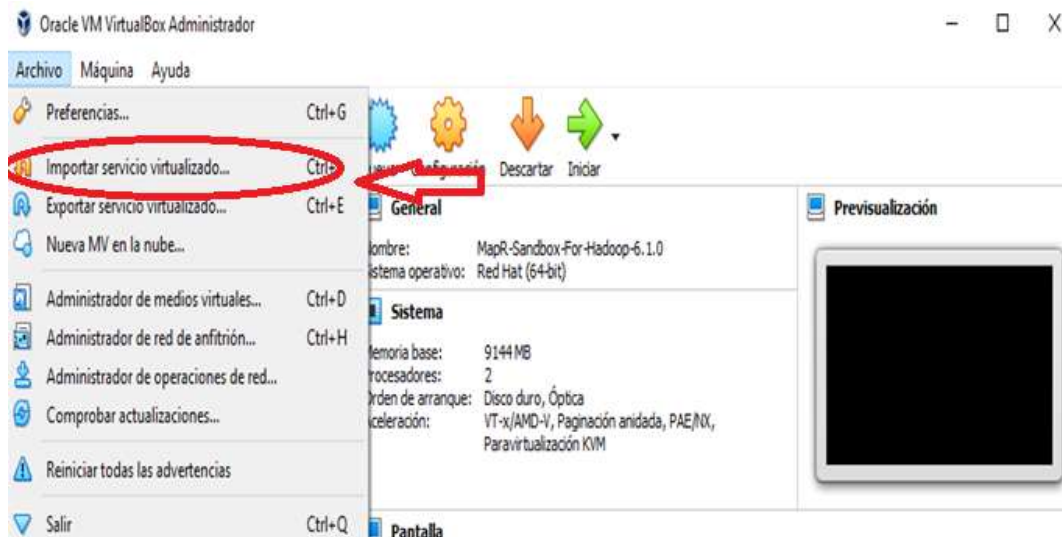 Oracle VM VirtualBox Administrador
Archivo Máquina Ayuda
Preferencias... Ctrl+G
Importar servicio virtualizado...
Exportar servicio virtualizado... Ctrl+E
Nueva MV en la nube...
Administrador de medios virtuales... Ctrl+D
Administrador de red de anfitrión... Ctrl+H
Administrador de operaciones de red...
Comprobar actualizaciones...
Reiniciar todas las advertencias
Salir Ctrl+Q
Descartar Iniciar
General
MapR-Sandbox-For-Hadoop-6.1.0
operativo: Red Hat (64-bit)
Sistema
base: 9144 MB
2
de arranque: Disco duro, Óptica
VT-x/AMD-V, Paginación anidada, PAE/NX,
Paravirtualización KVM
Pantalla
Previsualización